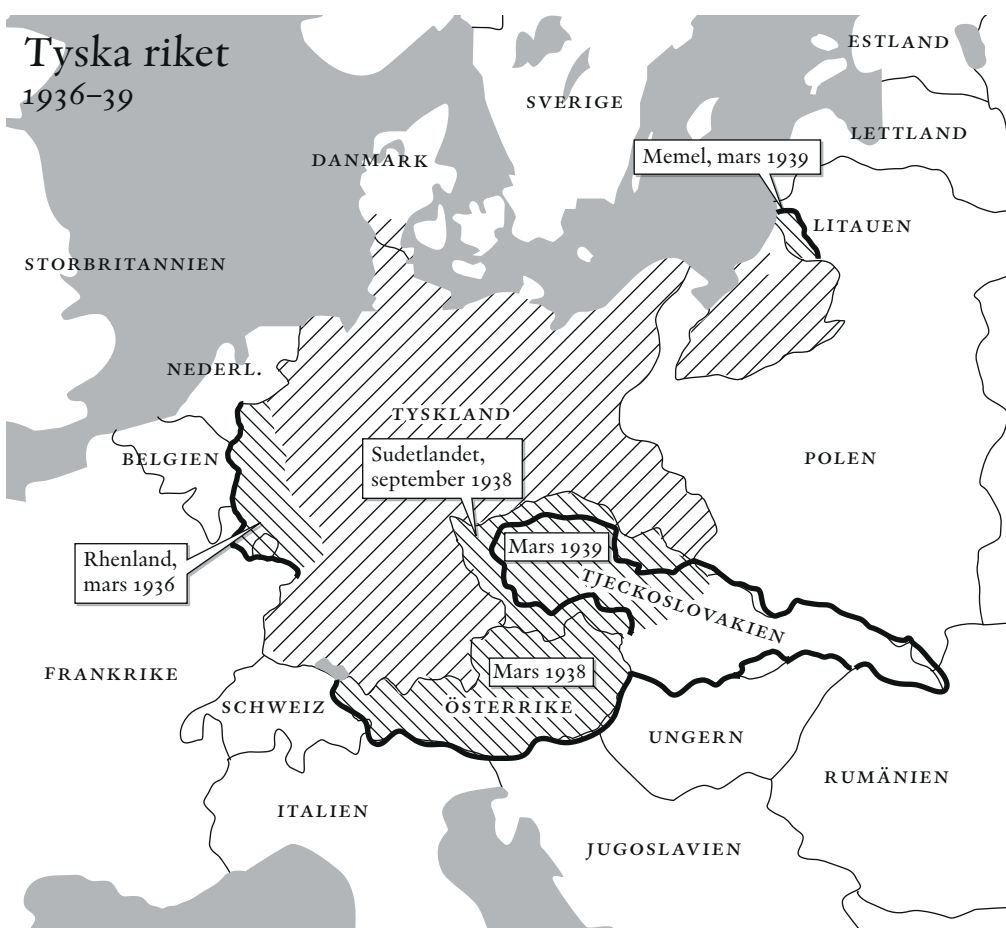 Tyska riket
1936–39
ESTLAND
SVERIGE
LETTLAND
DANMARK
Memel, mars 1939
LITAUEN
STORBRITANNIEN
NEDERL.
TYSKLAND
BELGIEN
Sudetlandet,
september 1938
POLEN
Rhenland,
mars 1936
Mars 1939
TJECKOSLOVAKIEN
FRANKRIKE
Mars 1938
SCHWEIZ
ÖSTERRIKE
UNGERN
RUMÄNIEN
ITALIEN
JUGOSLAVIEN